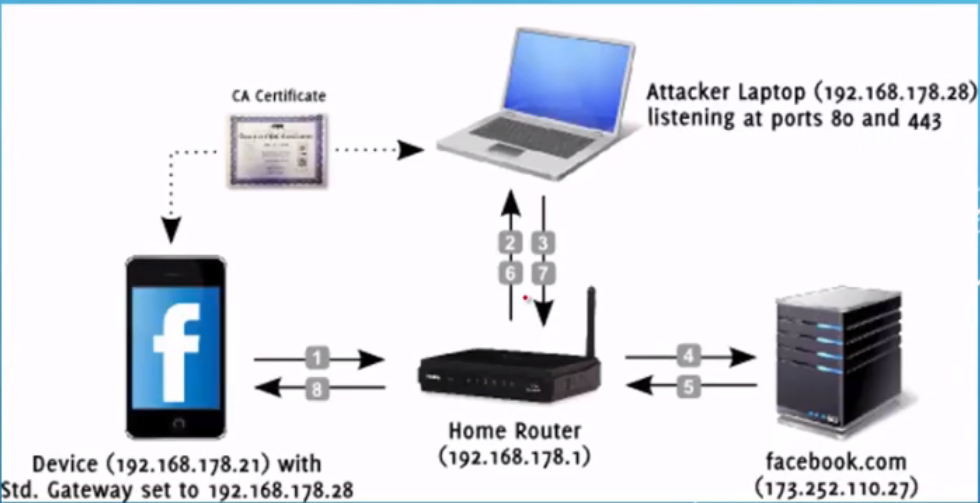 CA Certificate
Attacker Laptop (192.168.178.28)
listening at ports 80 and 443
2 3
6 7
f
1
8
4
5
Home Router
(192.168.178.1)
Device (192.168.178.21) with
Std. Gateway set to 192.168.178.28
facebook.com
(173.252.110.27)